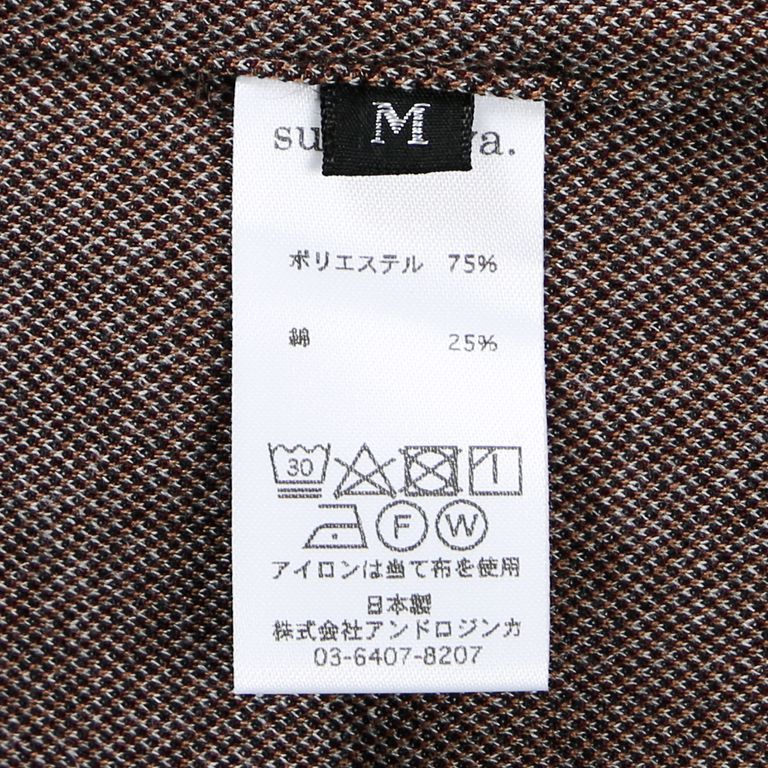 M
ポリエステル 75%
綿 25%
30
F W
アイロンは当て布を使用
日本製
株式会社アンドロジンカ
03-6407-8207